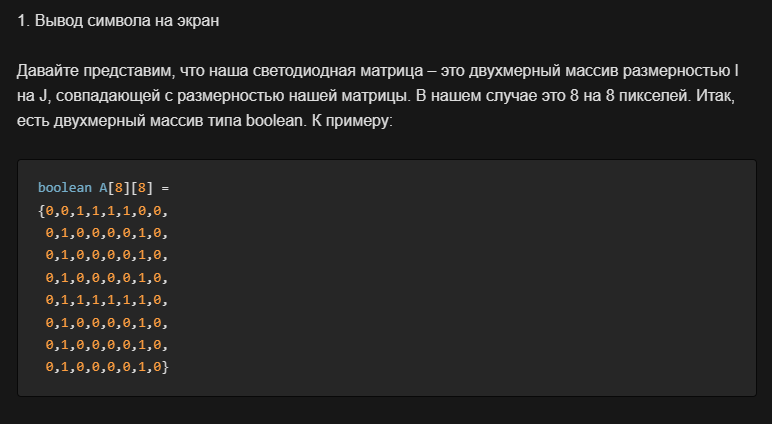 1. Вывод символа на экран
Давайте представим, что наша светодиодная матрица – это двухмерный массив размерностью I
на J, совпадающей с размерностью нашей матрицы. В нашем случае это 8 на 8 пикселей. Итак,
есть двухмерный массив типа boolean. К примеру:
boolean A[8][8] =
{0,0,1,1,1,1,0,0,
0,1,0,0,0,0,1,0,
0,1,0,0,0,0,1,0,
0,1,0,0,0,0,1,0,
0,1,1,1,1,1,1,0,
0,1,0,0,0,0,1,0,
0,1,0,0,0,0,1,0,
0,1,0,0,0,0,1,0}